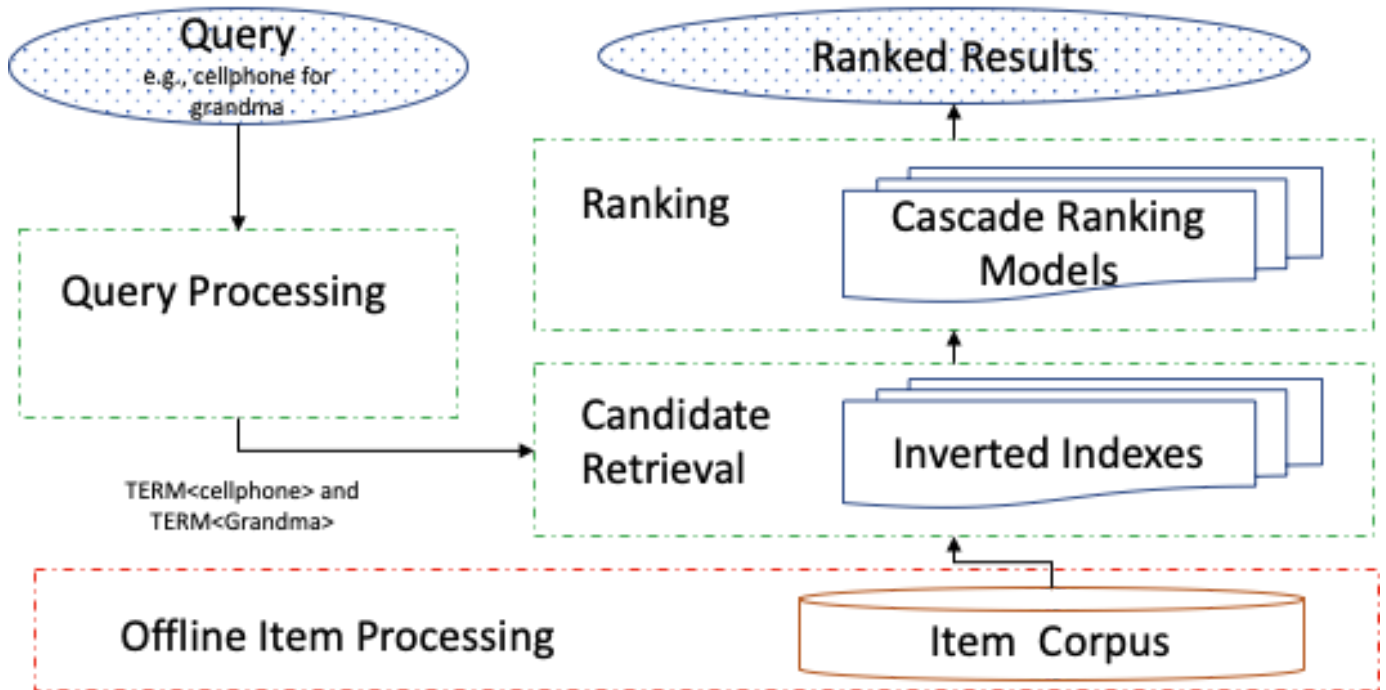 Query
e.g., cellphone for
grandma
Ranked Results
Query Processing
Ranking
Cascade Ranking
Models
Candidate
Retrieval
Inverted Indexes
TERM<cellphone> and
TERM<Grandma>
Offline Item Processing
Item Corpus